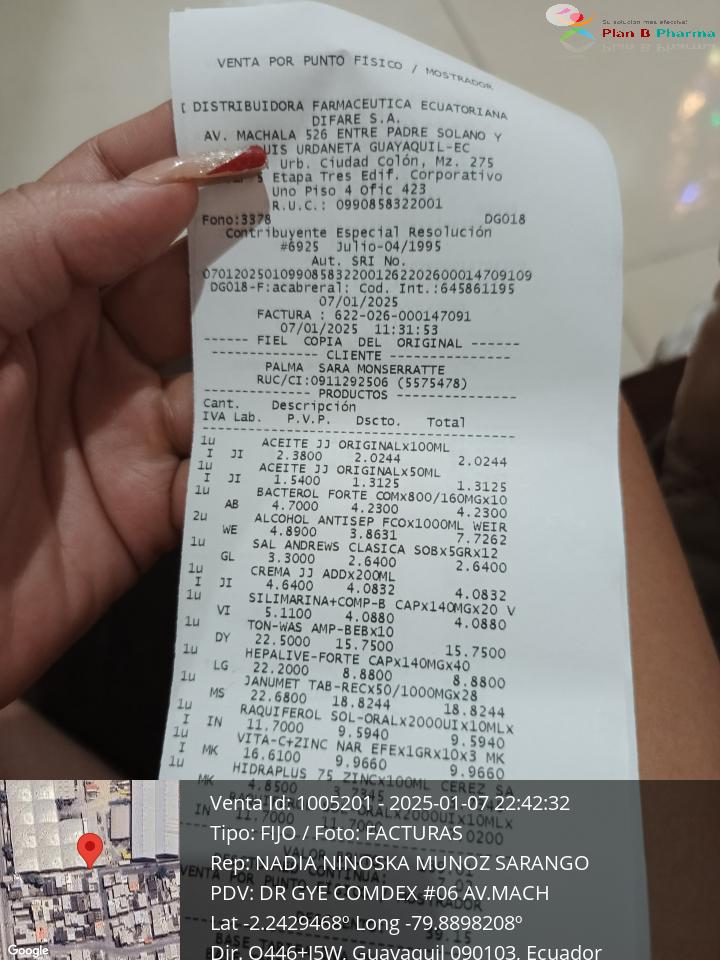 Su solución más efectiva!
Plan B Pharma
VENTA POR PUNTO FÍSICO / MOSTRADOR
DISTRIBUIDORA FARMACEUTICA ECUATORIANA
DIFARE S.A.
AV. MACHALA 526 ENTRE PADRE SOLANO Y
UIS URDANETA GUAYAQUIL-EC
Urb. Ciudad Colón, Mz. 275
5 Etapa Tres Edif. Corporativo
Uno Piso 4 Ofic 423
R.U.C.: 0990858322001
Fono:3378 DG018
Contribuyente Especial Resolución
#6925 Julio-04/1995
Aut. SRI No.
07012025010990858322001262202600014709109
DG018-F:acabreral: Cod. Int.:645861195
07/01/2025
FACTURA : 622-026-000147091
07/01/2025 11:31:53
------ FIEL COPIA DEL ORIGINAL ------
-------------- CLIENTE ----------------
PALMA SARA MONSERRATTE
RUC/CI:0911292506 (5575478)
-------------- PRODUCTOS ----------------
Cant. Descripción
IVA Lab. P.V.P. Dscto. Total
1u ACEITE JJ ORIGINALx100ML
I JI 2.3800 2.0244 2.0244
1u ACEITE JJ ORIGINALx50ML
I JI 1.5400 1.3125 1.3125
1u BACTEROL FORTE COMx800/160MGx10
AB 4.7000 4.2300 4.2300
2u ALCOHOL ANTISEP FCOx1000ML WEIR
WE 4.8900 3.8631 7.7262
1u SAL ANDREWS CLASICA SOBx5GRx12
GL 3.3000 2.6400 2.6400
1u CREMA JJ ADDx200ML
I JI 4.6400 4.0832 4.0832
1u SILIMARINA+COMP-B CAPx140MGx20 V
VI 5.1100 4.0880 4.0880
1u TON-WAS AMP-BEBx10
DY 22.5000 15.7500 15.7500
1u HEPALIVE-FORTE CAPx140MGx40
LG 22.2000 8.8800 8.8800
1u JANUMET TAB-RECx50/1000MGx28
MS 22.6800 18.8244 18.8244
1u RAQUIFEROL SOL-ORALx2000UIx10MLx
I IN 11.7000 9.5940 9.5940
1u VITA-C+ZINC NAR EFEx1GRx10x3 MK
I MK 16.6100 9.9660 9.9660
1u HIDRAPLUS 75 ZINCx100ML CEREZ SA
MK 4.8500
IN 11.7000
Venta Id: 1005201 - 2025-01-07 22:42:32
Tipo: FIJO / Foto: FACTURAS
Rep: NADIA NINOSKA MUNOZ SARANGO
PDV: DR GYE COMDEX #06 AV.MACH
Lat -2.2429468º Long -79.8898208º
Dir. Q446+J5W, Guayaquil 090103, Ecuador
Google